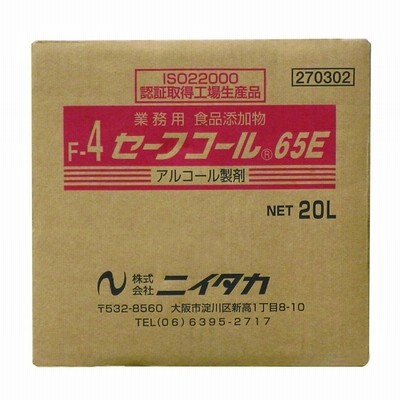 ISO22000
認証取得工場生産品
270302
業務用 食品添加物
F-4 セーフコール® 65E
アルコール製剤
NET 20L
株式会社 ニイタカ
〒532-8560 大阪市淀川区新高1丁目8-10
TEL(06)6395-2717